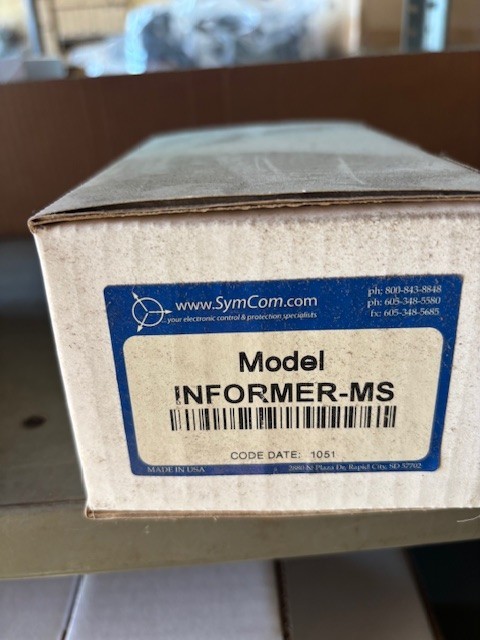 www.SymCom.com
...your electronic control & protection specialists
ph: 800-843-8848
ph: 605-348-5580
fx: 605-348-5685
Model
INFORMER-MS
CODE DATE: 1051
MADE IN USA
2880 N Plaza Dr, Rapid City, SD 57702